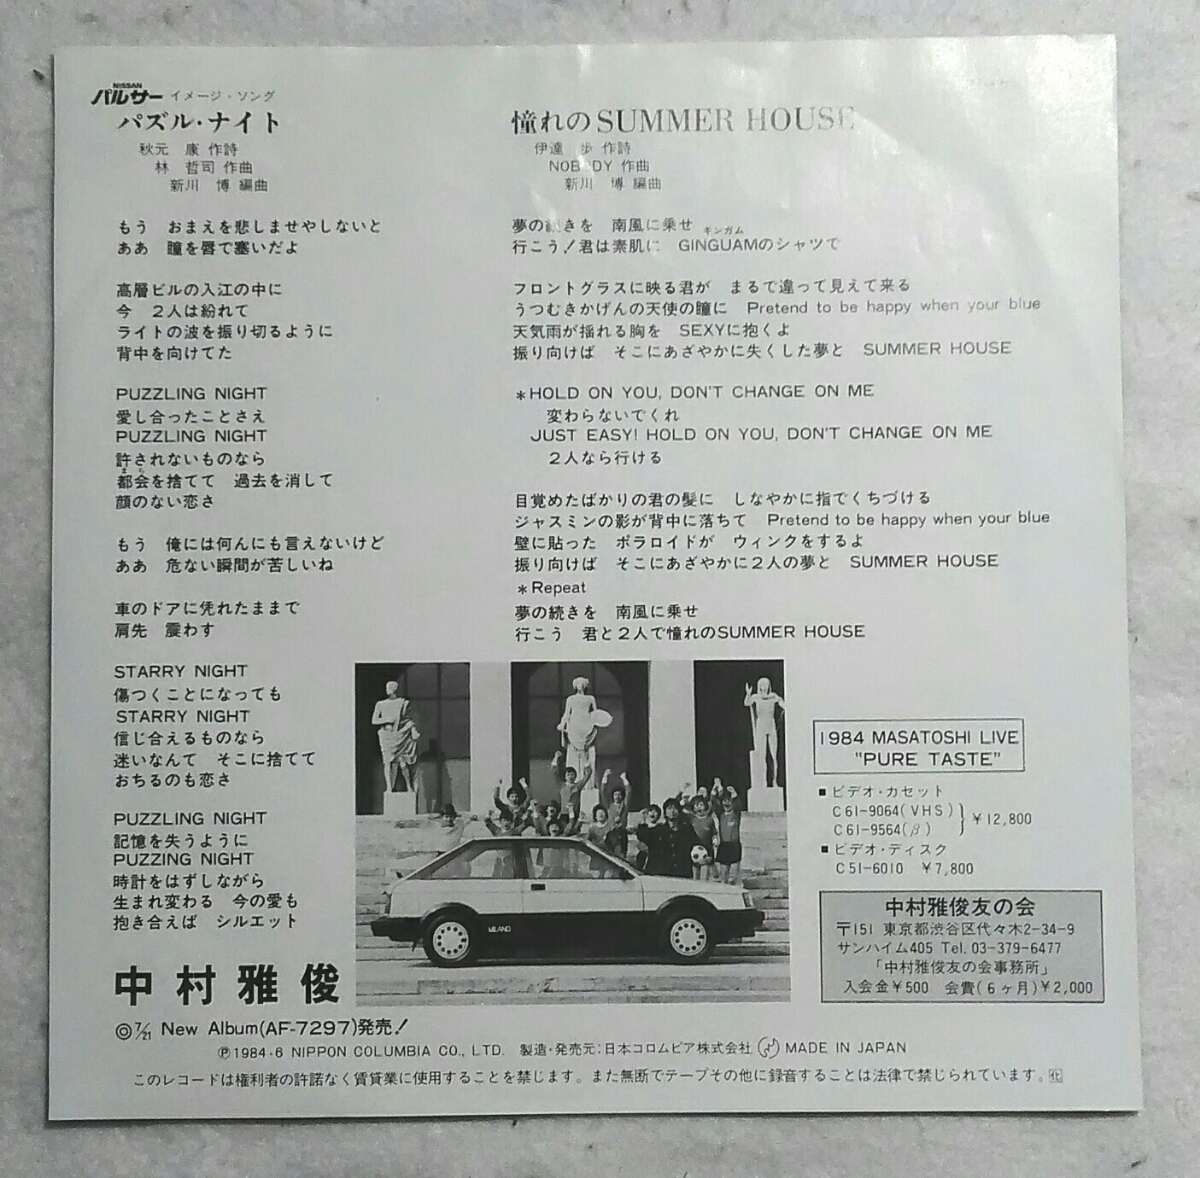 NISSAN
パルサー イメージ・ソング
パズル・ナイト
秋元 康 作詩
林 哲司 作曲
新川 博 編曲
もう おまえを悲しませやしないと
ああ 瞳を唇で塞いだよ
高層ビルの入江の中に
今 2人は紛れて
ライトの波を振り切るように
背中を向けてた
PUZZLING NIGHT
愛し合ったことさえ
PUZZLING NIGHT
許されないものなら
まち
都会を捨てて 過去を消して
顔のない恋さ
もう 俺には何んにも言えないけど
ああ 危ない瞬間が苦しいね
車のドアに凭れたままで
肩先 震わす
STARRY NIGHT
傷つくことになっても
STARRY NIGHT
信じ合えるものなら
迷いなんて そこに捨てて
おちるのも恋さ
PUZZLING NIGHT
記憶を失うように
PUZZING NIGHT
時計をはずしながら
生まれ変わる 今の愛も
抱き合えば シルエット
憧れのSUMMER HOUSE
伊達 歩 作詩
NOBODY 作曲
新川 博 編曲
夢の続きを 南風に乗せ
ギンガム
行こう!君は素肌に GINGUAMのシャツで
フロントグラスに映る君が まるで違って見えて来る
うつむきかげんの天使の瞳に Pretend to be happy when your blue
天気雨が揺れる胸を SEXYに抱くよ
振り向けば そこにあざやかに失くした夢と SUMMER HOUSE
*HOLD ON YOU, DON'T CHANGE ON ME
変わらないでくれ
JUST EASY! HOLD ON YOU, DON'T CHANGE ON ME
2人なら行ける
目覚めたばかりの君の髪に しなやかに指でくちづける
ジャスミンの影が背中に落ちて Pretend to be happy when your blue
壁に貼った ポラロイドが ウィンクをするよ
振り向けば そこにあざやかに2人の夢と SUMMER HOUSE
*Repeat
夢の続きを 南風に乗せ
行こう 君と2人で憧れのSUMMER HOUSE
MILANO
1984 MASATOSHI LIVE
"PURE TASTE"
■ビデオ・カセット
C61-9064(VHS)
C61-9564(β)
¥12,800
■ビデオ・ディスク
C51-6010 ¥7,800
中村雅俊友の会
〒151 東京都渋谷区代々木2-34-9
サンハイム405 Tel. 03-379-6477
「中村雅俊友の会事務所」
入会金¥500 会費(6ヶ月)¥2,000
中村雅俊
◎7/21 New Album(AF-7297)発売!
Ⓟ1984・6 NIPPON COLUMBIA CO., LTD. 製造・発売元:日本コロムビア株式会社 MADE IN JAPAN
このレコードは権利者の許諾なく賃貸業に使用することを禁じます。また無断でテープその他に録音することは法律で禁じられています。